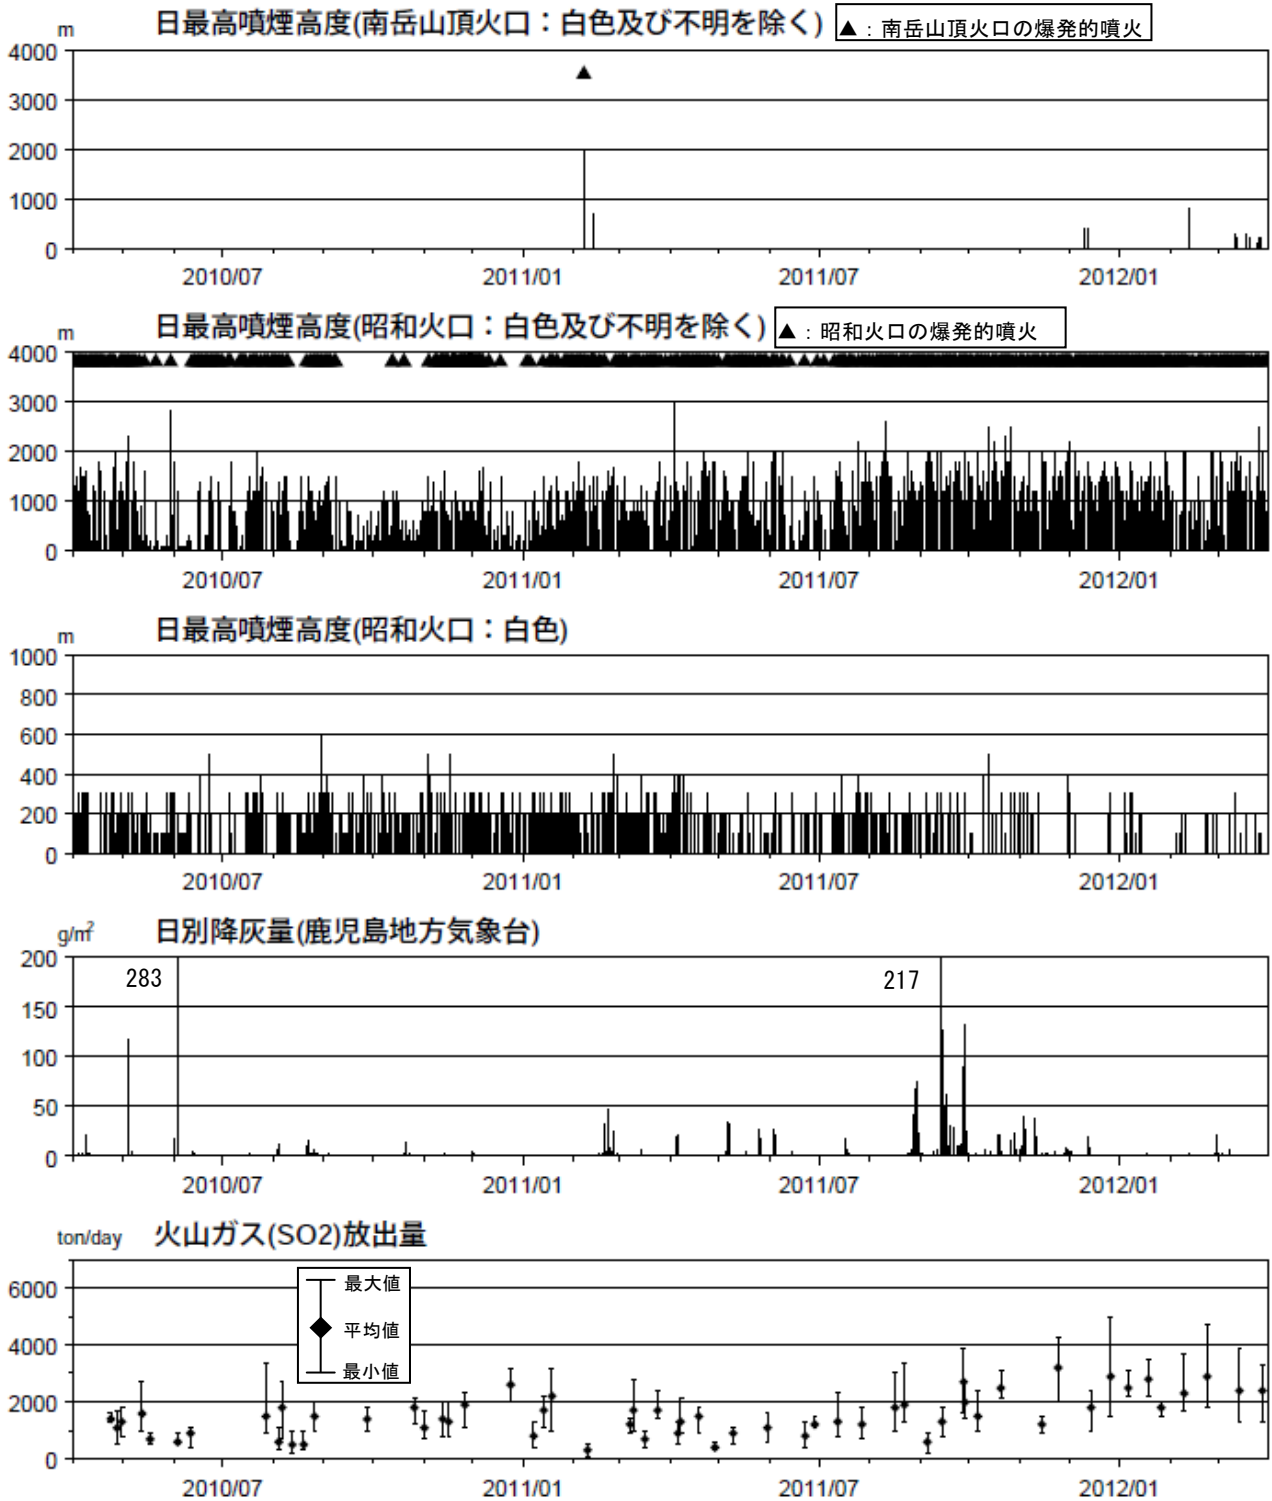 m 日最高噴煙高度(南岳山頂火口：白色及び不明を除く) ▲：南岳山頂火口の爆発的噴火
4000
3000
2000
1000
0
2010/07 2011/01 2011/07 2012/01
m 日最高噴煙高度(昭和火口：白色及び不明を除く) ▲：昭和火口の爆発的噴火
4000
3000
2000
1000
0
2010/07 2011/01 2011/07 2012/01
m 日最高噴煙高度(昭和火口：白色)
1000
800
600
400
200
0
2010/07 2011/01 2011/07 2012/01
g/㎡ 日別降灰量(鹿児島地方気象台)
200
283 217
150
100
50
0
2010/07 2011/01 2011/07 2012/01
ton/day 火山ガス(SO2)放出量
最大値
6000
平均値
4000
最小値
2000
0
2010/07 2011/01 2011/07 2012/01